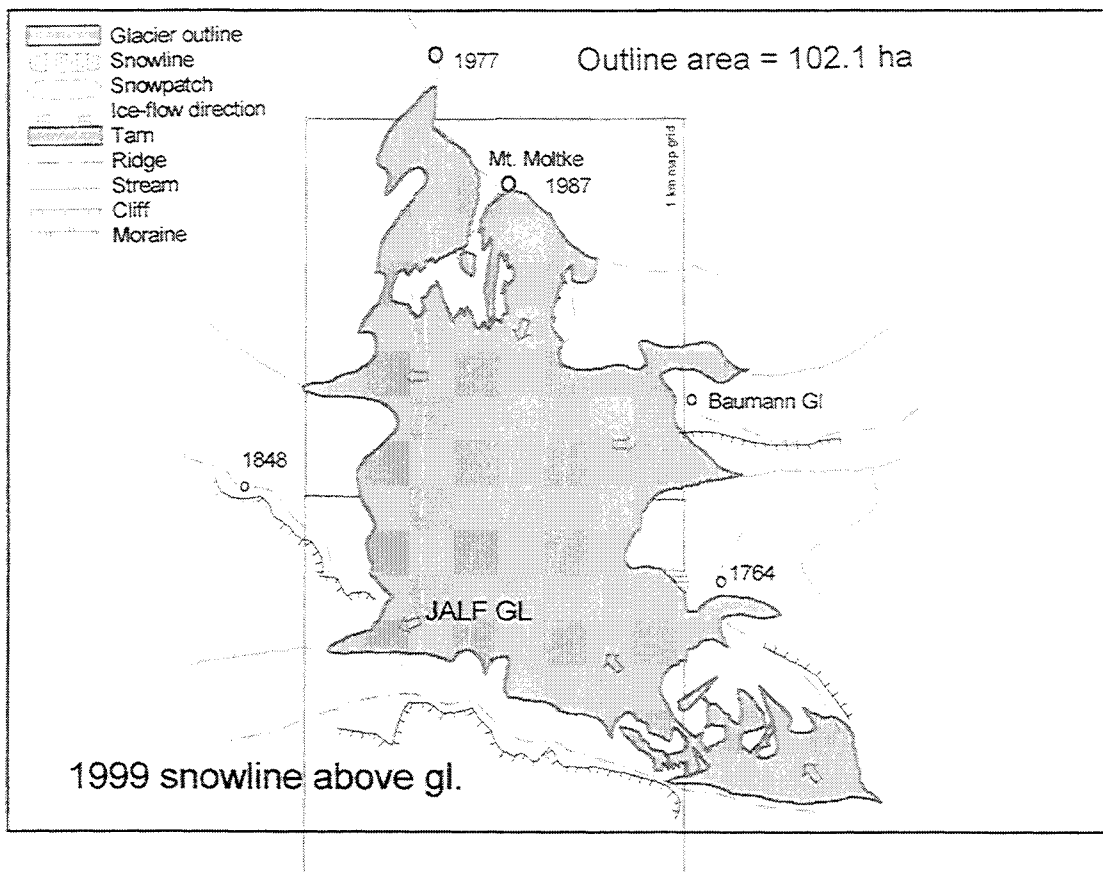 Glacier outline
Snowline
Snowpatch
Ice-flow direction
Tarn
Ridge
Stream
Cliff
Moraine
1977
Outline area = 102.1 ha
1 km map grid
Mt. Moltke
1987
Baumann Gl
1848
1764
JALF GL
1999 snowline above gl.